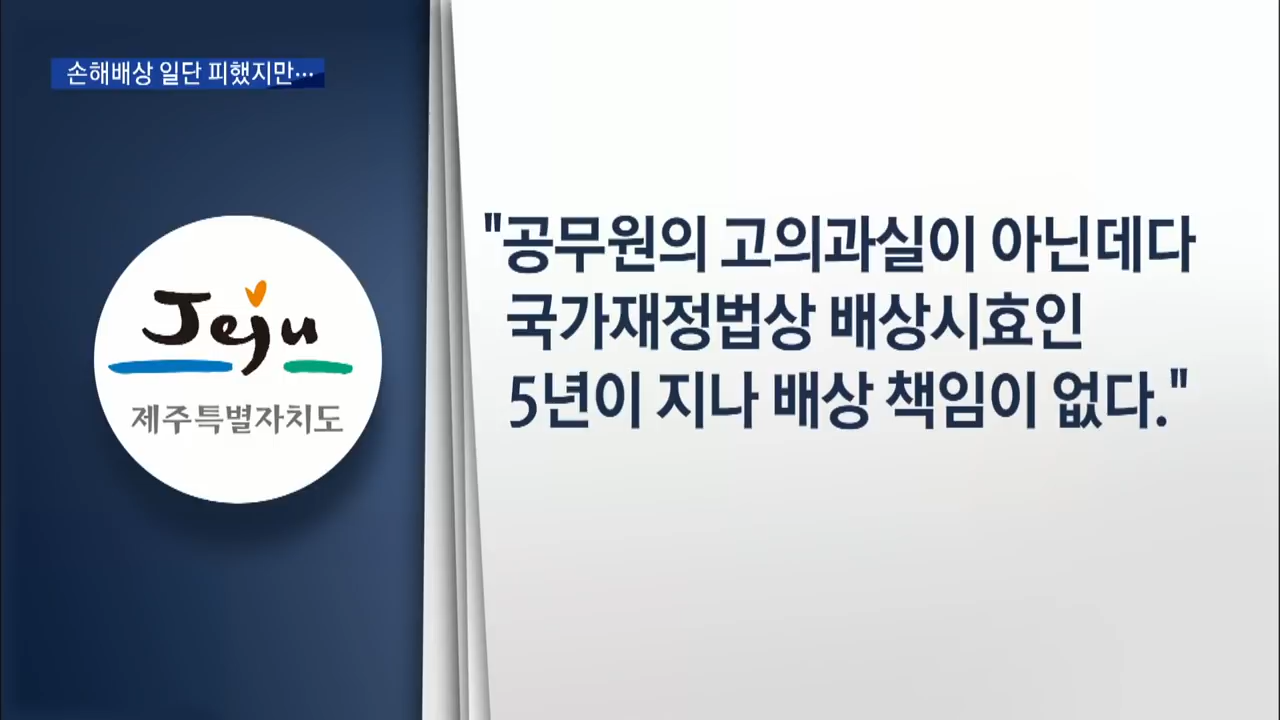 손해배상 일단 피했지만…
Jeju
제주특별자치도
"공무원의 고의과실이 아닌데다
국가재정법상 배상시효인
5년이 지나 배상 책임이 없다."